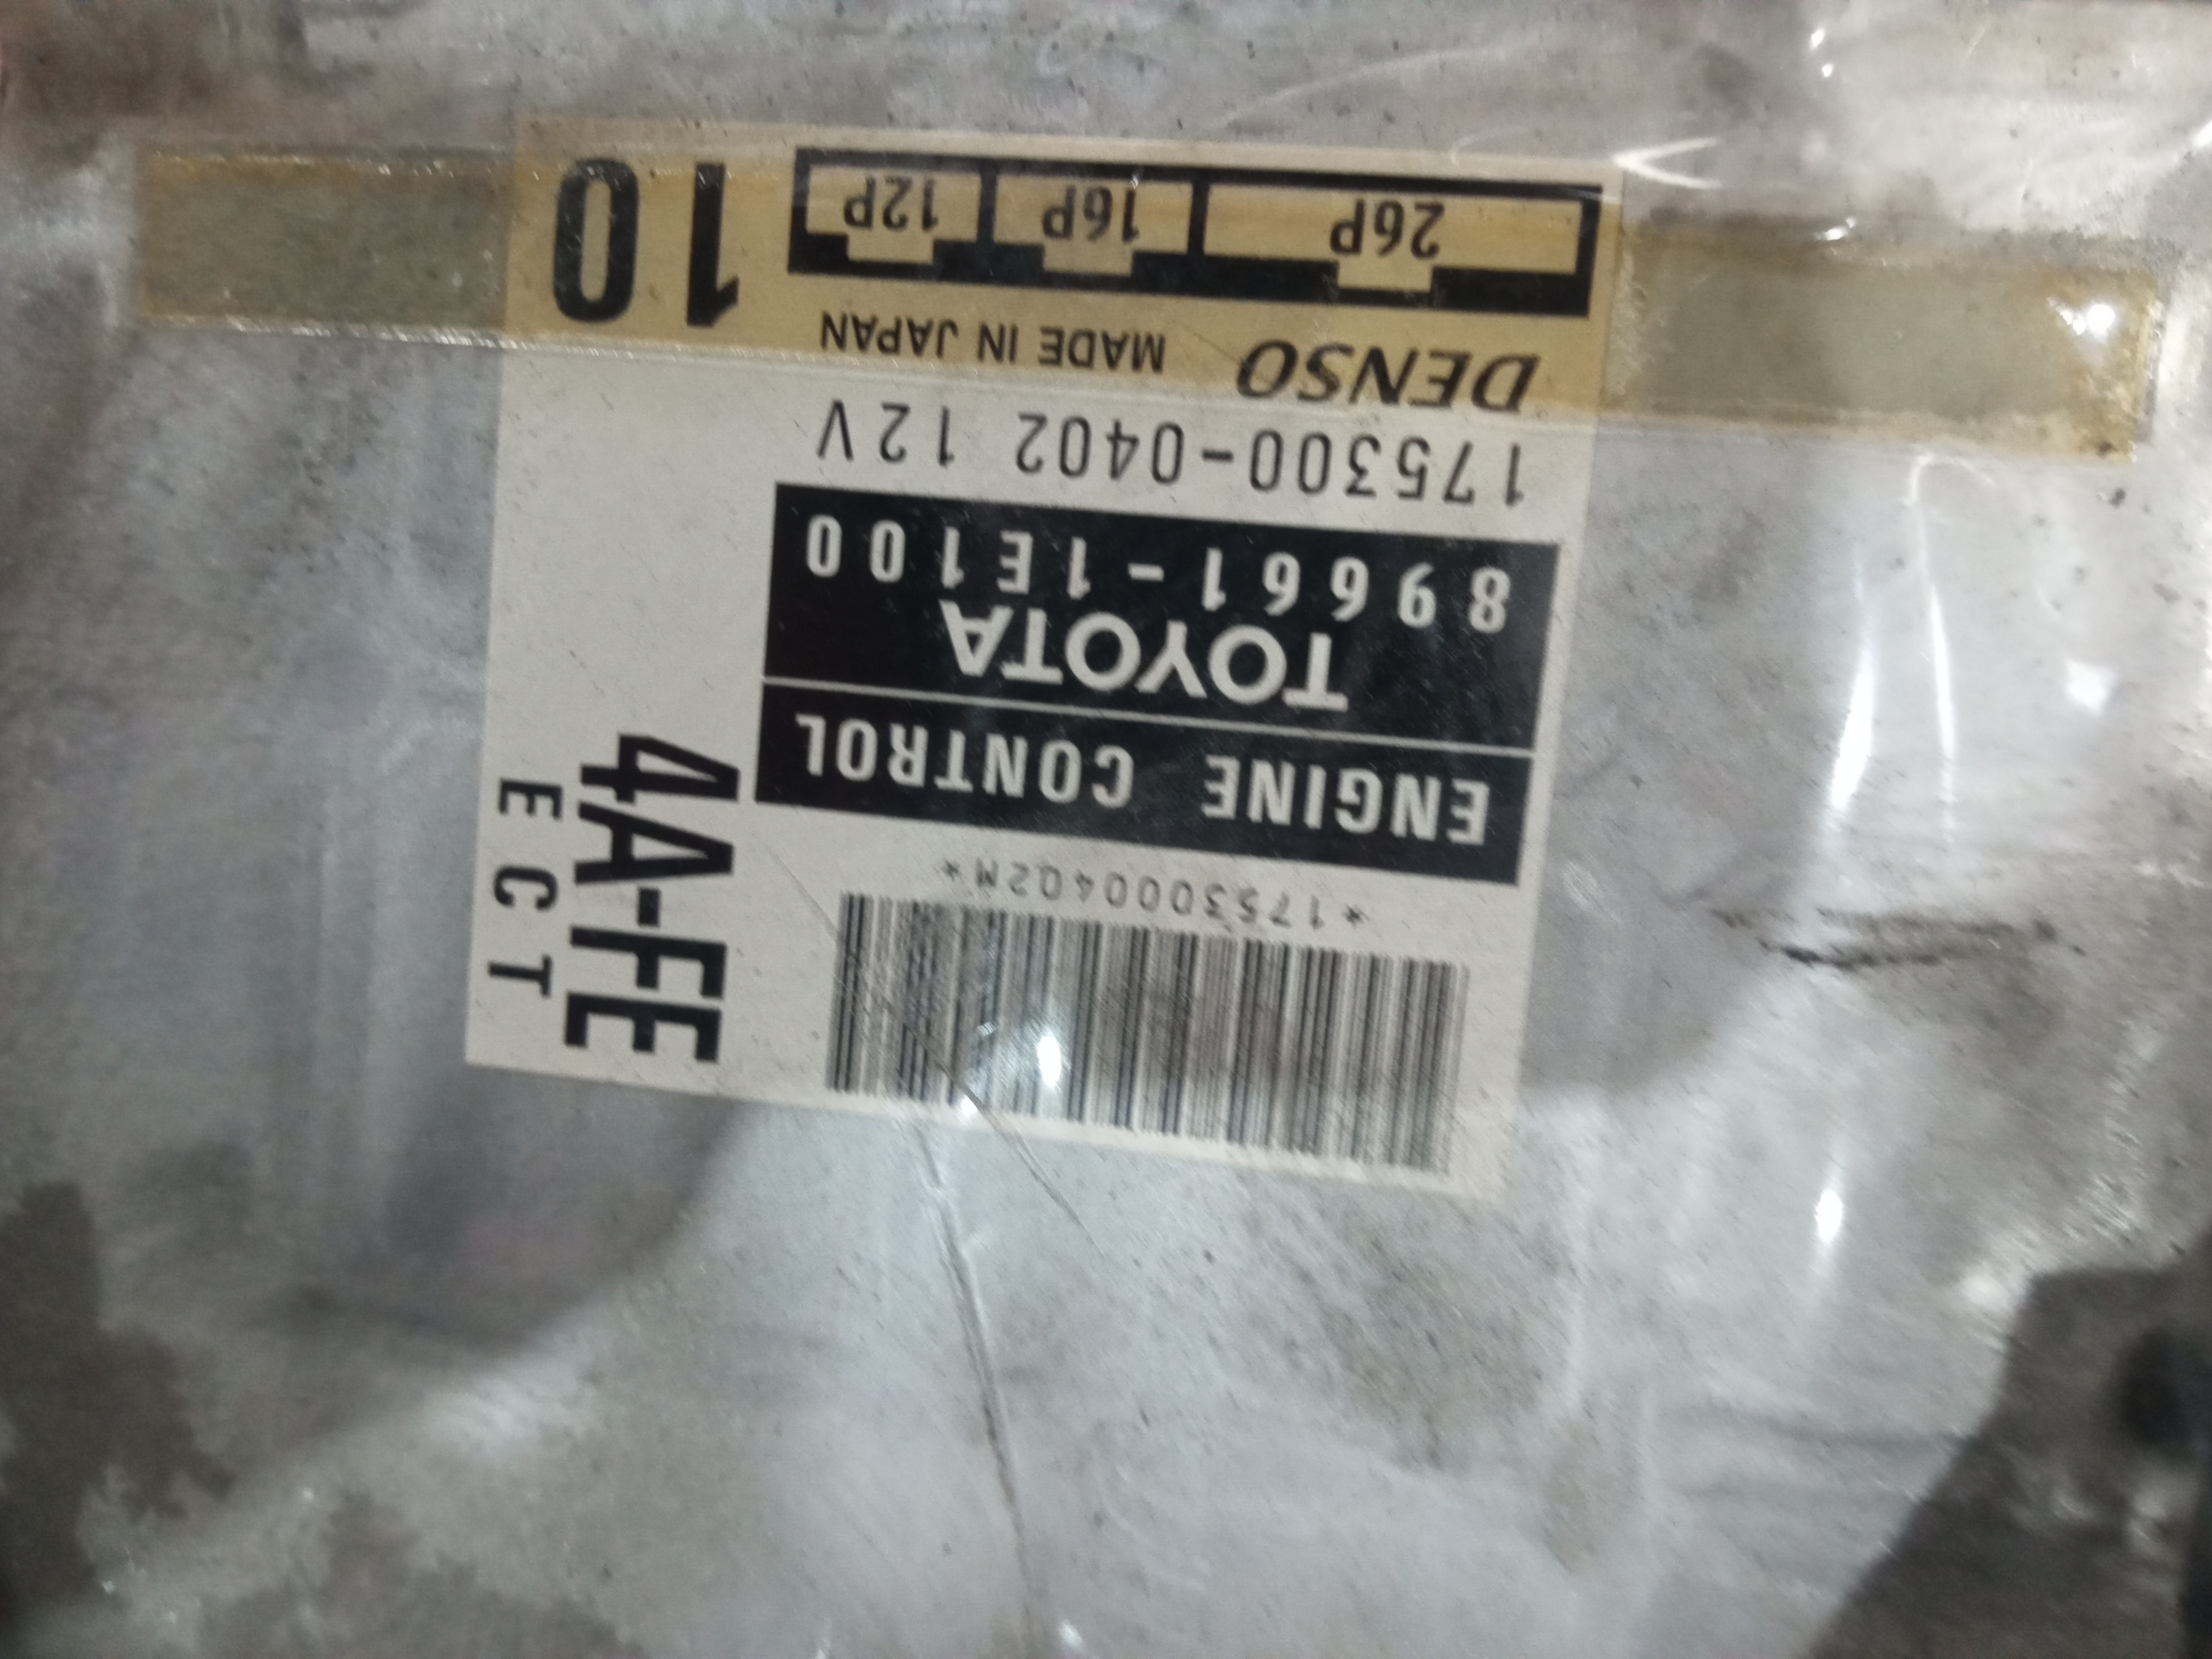 *1753000402M*
ENGINE CONTROL
TOYOTA
89661-1E100
175300-0402 12V
DENSO MADE IN JAPAN
26P 16P 12P
10
4A-FE
ECT